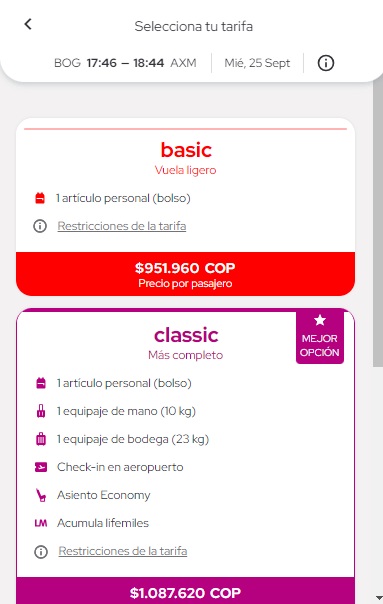 Selecciona tu tarifa
BOG 17:46 — 18:44 AXM Mié, 25 Sept
basic
Vuela ligero
1 artículo personal (bolso)
Restricciones de la tarifa
$951.960 COP
Precio por pasajero
MEJOR
OPCIÓN
classic
Más completo
1 artículo personal (bolso)
1 equipaje de mano (10 kg)
1 equipaje de bodega (23 kg)
Check-in en aeropuerto
Asiento Economy
LM Acumula lifemiles
Restricciones de la tarifa
$1.087.620 COP